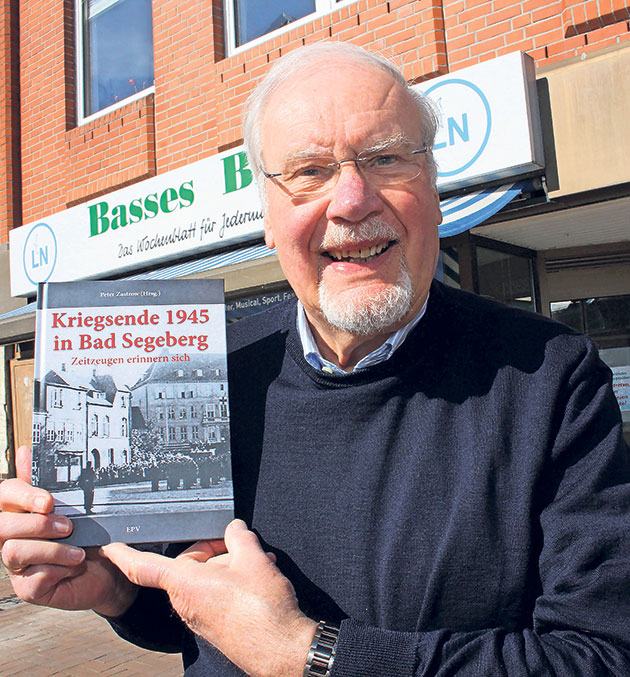 LN
Basses B
Das Wochenblatt für
LN
Musical, Sport,
Peter Zastrow (Hrsg.)
Kriegsende 1945
in Bad Segeberg
Zeitzeugen erinnern sich
EPV